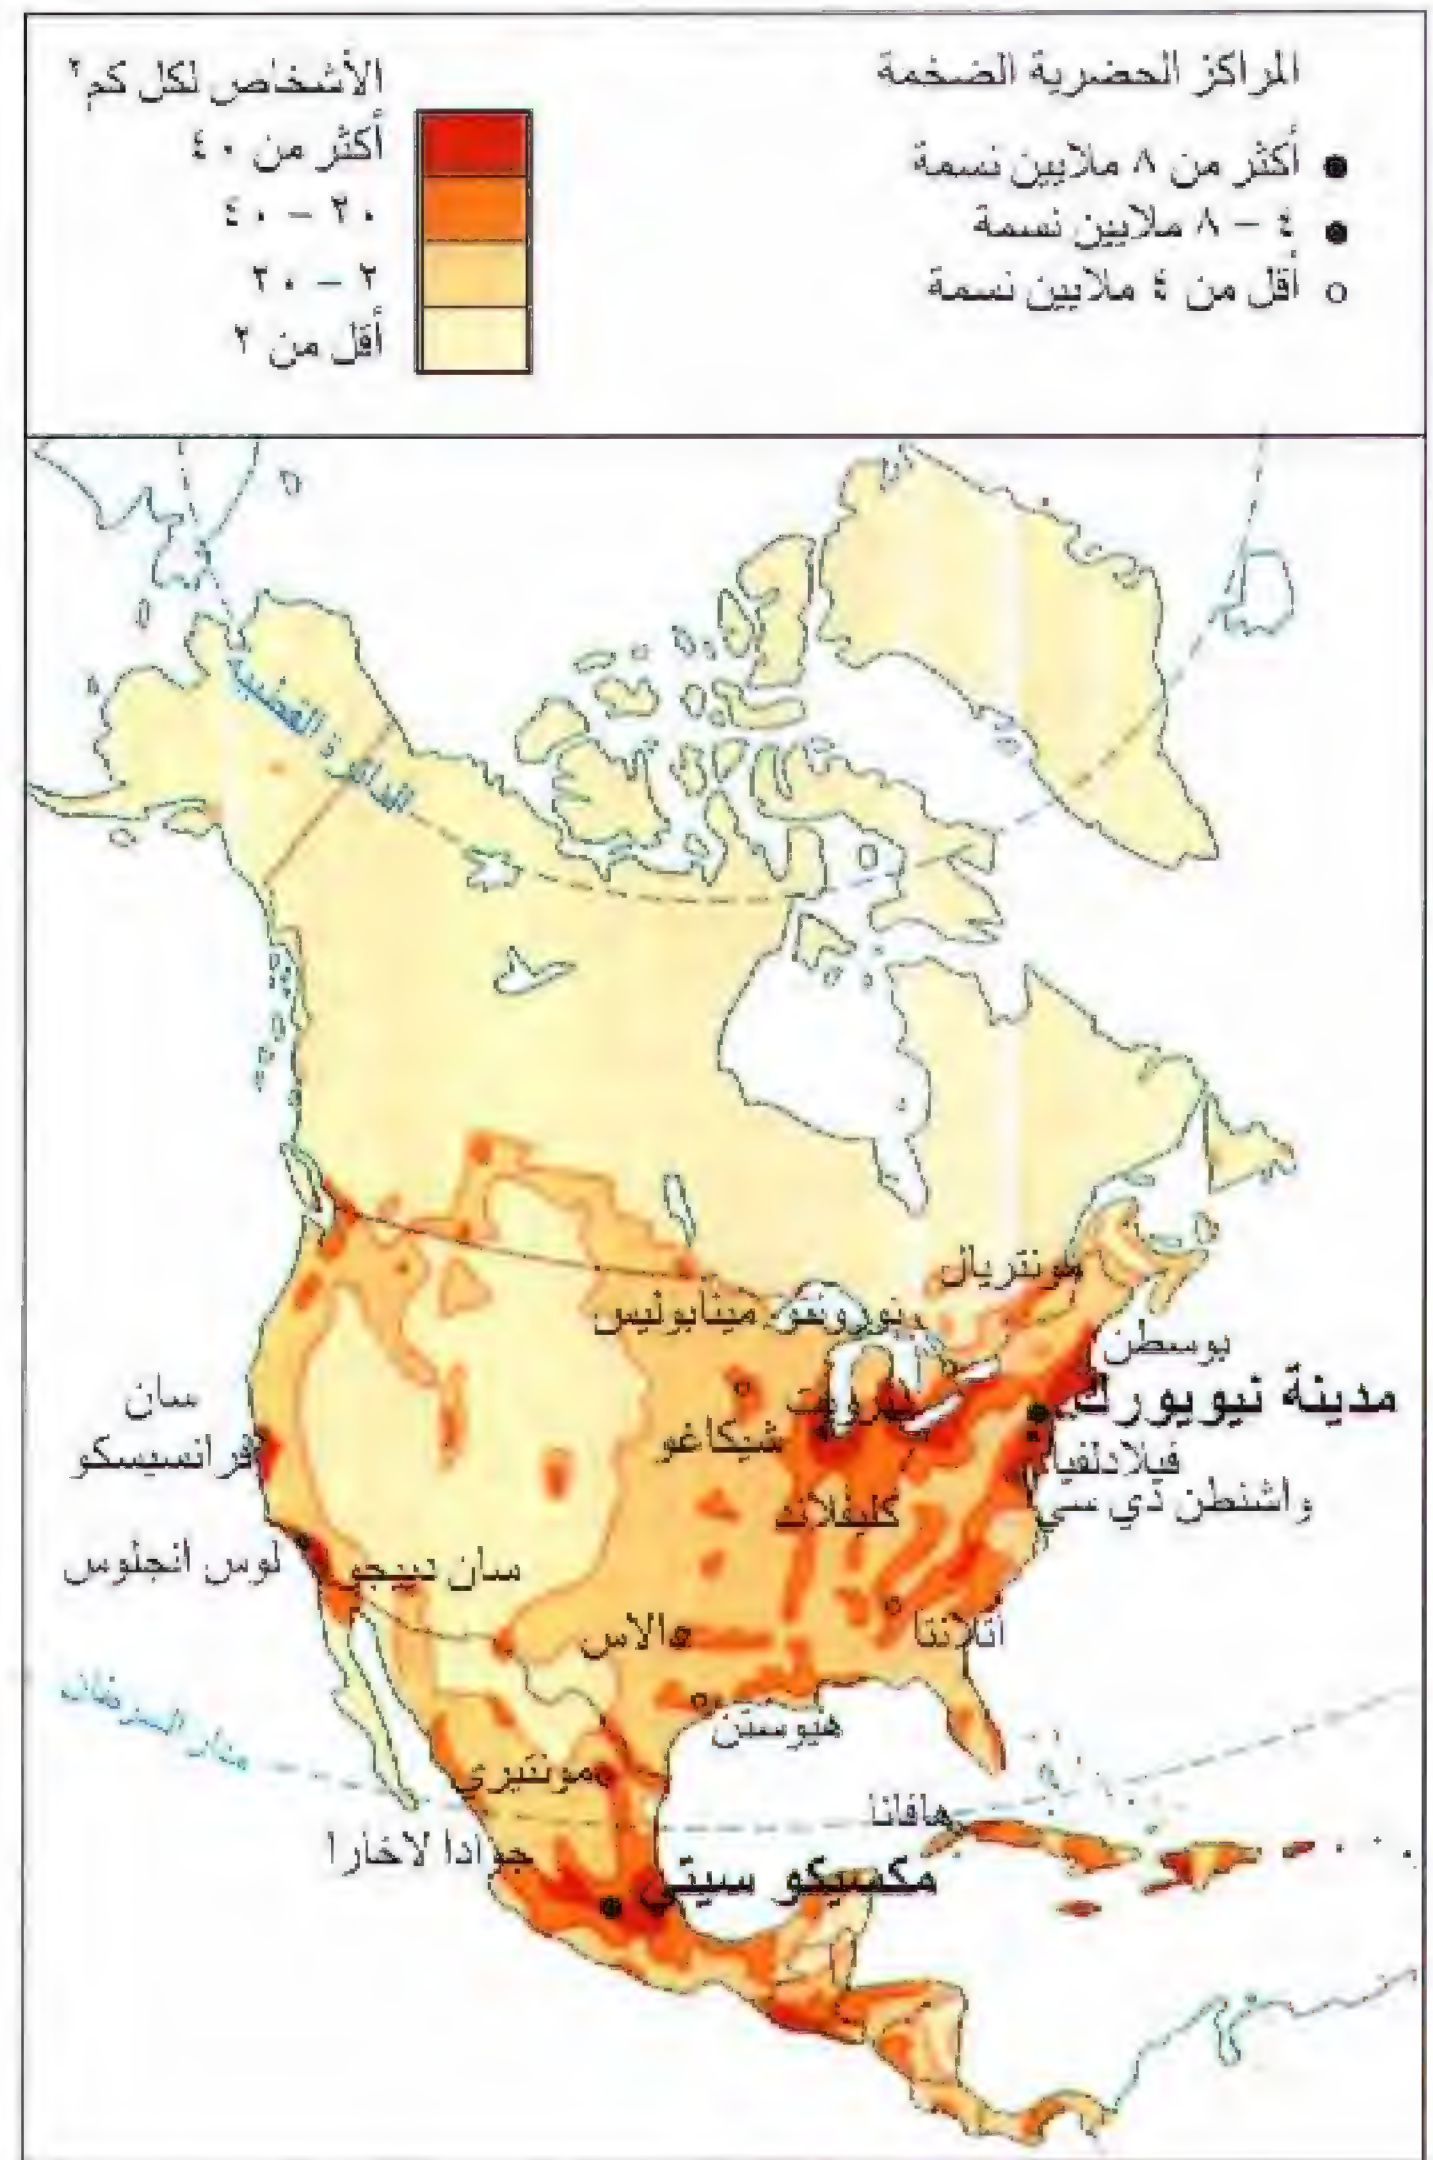 المراكز الحضرية الضخمة
أكثر من ٨ ملايين نسمة
٤ – ٨ ملايين نسمة
أقل من ٤ ملايين نسمة
الأشخاص لكل كم٢
أكثر من ٤٠
٢٠ – ٤٠
٢ – ٢٠
أقل من ٢
الدائرة القطبية
مونتريال
تورونتو
مينابوليس
بوسطن
مدينة نيويورك
ديترويت
شيكاغو
فيلادلفيا
واشنطن دي سي
كليفلاند
سان
فرانسيسكو
لوس انجلوس
سان دييجو
دالاس
أتلانتا
هيوستن
مدار السرطان
مونتيري
هافانا
جوادا لاخارا
مكسيكو سيتي